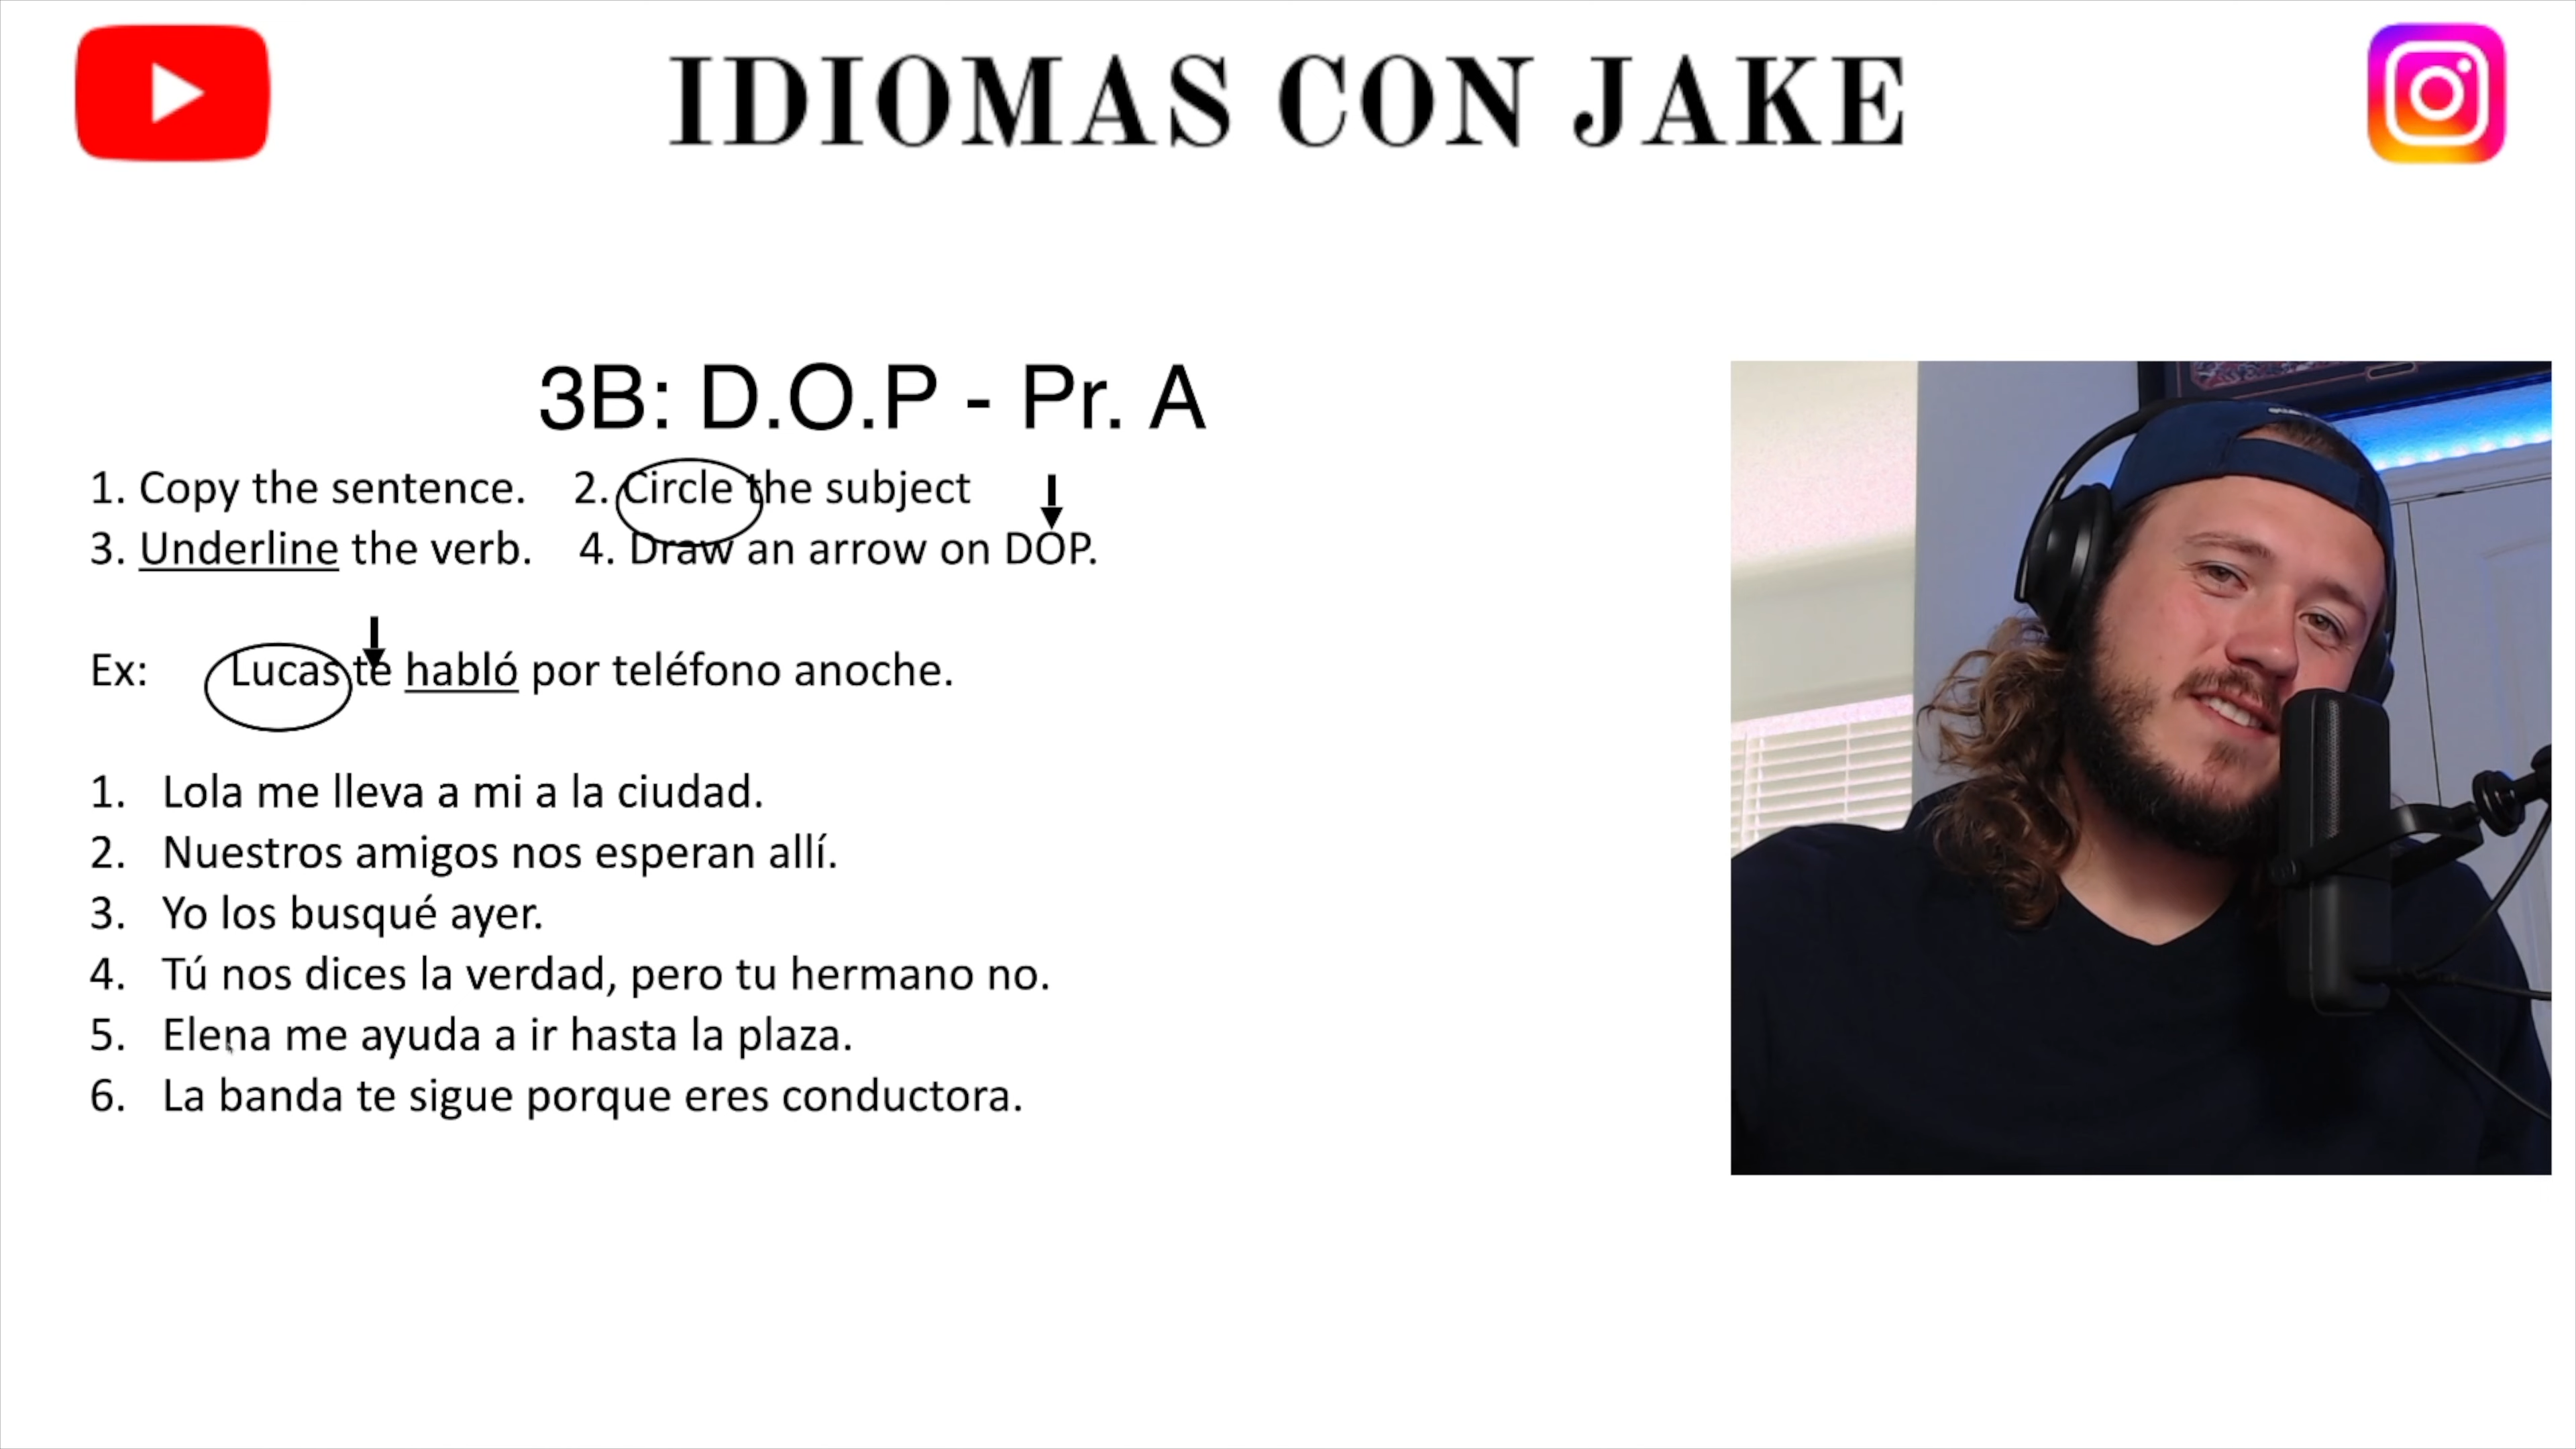 IDIOMAS CON JAKE
3B: D.O.P - Pr. A
1. Copy the sentence. 2. Circle the subject
3. Underline the verb. 4. Draw an arrow on DOP.
Ex: Lucas te habló por teléfono anoche.
1. Lola me lleva a mi a la ciudad.
2. Nuestros amigos nos esperan allí.
3. Yo los busqué ayer.
4. Tú nos dices la verdad, pero tu hermano no.
5. Elena me ayuda a ir hasta la plaza.
6. La banda te sigue porque eres conductora.